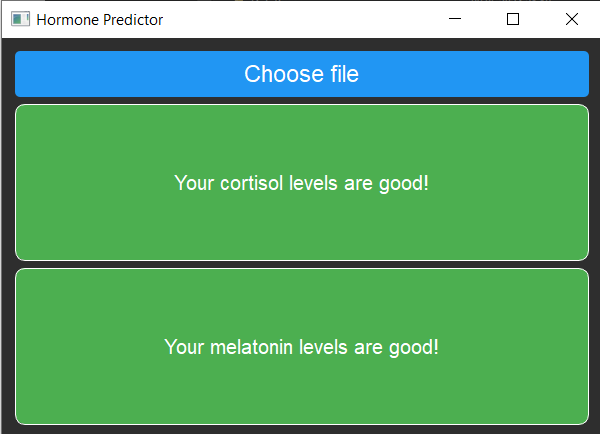 Hormone Predictor
Choose file
Your cortisol levels are good!
Your melatonin levels are good!